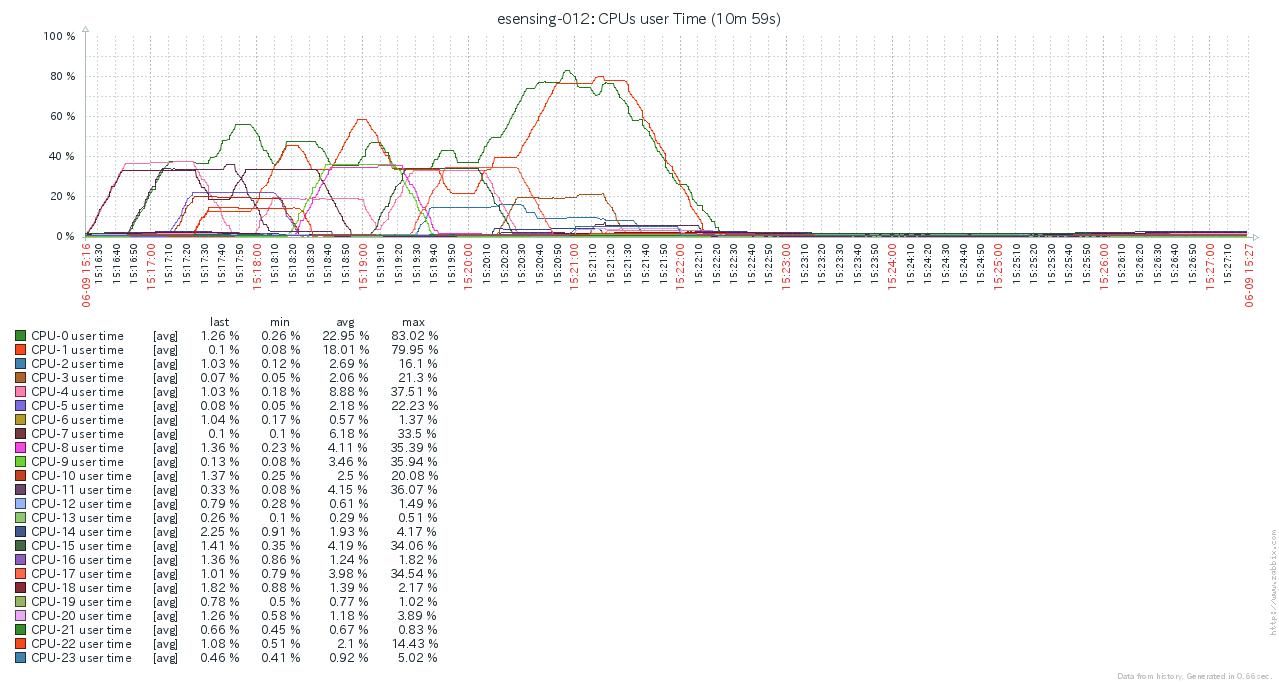 esensing-012: CPUs user Time (10m 59s)
100 %
80 %
60 %
40 %
20 %
0 %
06-09 15:16 15:16:30 15:16:40 15:16:50 15:17:00 15:17:10 15:17:20 15:17:30 15:17:40 15:17:50 15:18:00 15:18:10 15:18:20 15:18:30 15:18:40 15:18:50 15:19:00 15:19:10 15:19:20 15:19:30 15:19:40 15:19:50 15:20:00 15:20:10 15:20:20 15:20:30 15:20:40 15:20:50 15:21:00 15:21:10 15:21:20 15:21:30 15:21:40 15:21:50 15:22:00 15:22:10 15:22:20 15:22:30 15:22:40 15:22:50 15:23:00 15:23:10 15:23:20 15:23:30 15:23:40 15:23:50 15:24:00 15:24:10 15:24:20 15:24:30 15:24:40 15:24:50 15:25:00 15:25:10 15:25:20 15:25:30 15:25:40 15:25:50 15:26:00 15:26:10 15:26:20 15:26:30 15:26:40 15:26:50 15:27:00 15:27:10 06-09 15:27
last min avg max
CPU-0 user time [avg] 1.26 % 0.26 % 22.95 % 83.02 %
CPU-1 user time [avg] 0.1 % 0.08 % 18.01 % 79.95 %
CPU-2 user time [avg] 1.03 % 0.12 % 2.69 % 16.1 %
CPU-3 user time [avg] 0.07 % 0.05 % 2.06 % 21.3 %
CPU-4 user time [avg] 1.03 % 0.18 % 8.88 % 37.51 %
CPU-5 user time [avg] 0.08 % 0.05 % 2.18 % 22.23 %
CPU-6 user time [avg] 1.04 % 0.17 % 0.57 % 1.37 %
CPU-7 user time [avg] 0.1 % 0.1 % 6.18 % 33.5 %
CPU-8 user time [avg] 1.36 % 0.23 % 4.11 % 35.39 %
CPU-9 user time [avg] 0.13 % 0.08 % 3.46 % 35.94 %
CPU-10 user time [avg] 1.37 % 0.25 % 2.5 % 20.08 %
CPU-11 user time [avg] 0.33 % 0.08 % 4.15 % 36.07 %
CPU-12 user time [avg] 0.79 % 0.28 % 0.61 % 1.49 %
CPU-13 user time [avg] 0.26 % 0.1 % 0.29 % 0.51 %
CPU-14 user time [avg] 2.25 % 0.91 % 1.93 % 4.17 %
CPU-15 user time [avg] 1.41 % 0.35 % 4.19 % 34.06 %
CPU-16 user time [avg] 1.36 % 0.86 % 1.24 % 1.82 %
CPU-17 user time [avg] 1.01 % 0.79 % 3.98 % 34.54 %
CPU-18 user time [avg] 1.82 % 0.88 % 1.39 % 2.17 %
CPU-19 user time [avg] 0.78 % 0.5 % 0.77 % 1.02 %
CPU-20 user time [avg] 1.26 % 0.58 % 1.18 % 3.89 %
CPU-21 user time [avg] 0.66 % 0.45 % 0.67 % 0.83 %
CPU-22 user time [avg] 1.08 % 0.51 % 2.1 % 14.43 %
CPU-23 user time [avg] 0.46 % 0.41 % 0.92 % 5.02 %
http://www.zabbix.com
Data from history. Generated in 0.66 sec.